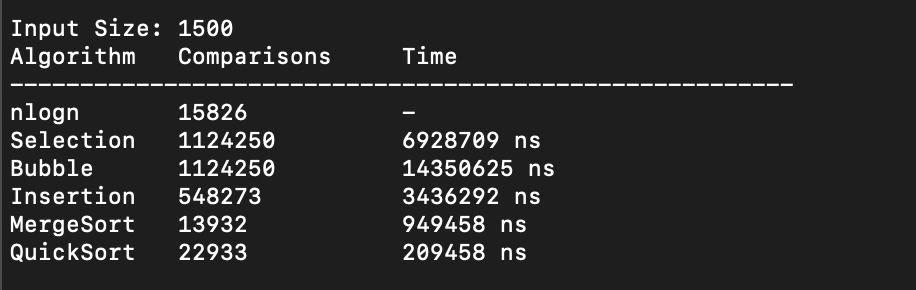 Input Size: 1500
Algorithm   Comparisons     Time
--------------------------------------------------------
nlogn       15826           -
Selection   1124250         6928709 ns
Bubble      1124250         14350625 ns
Insertion   548273          3436292 ns
MergeSort   13932           949458 ns
QuickSort   22933           209458 ns